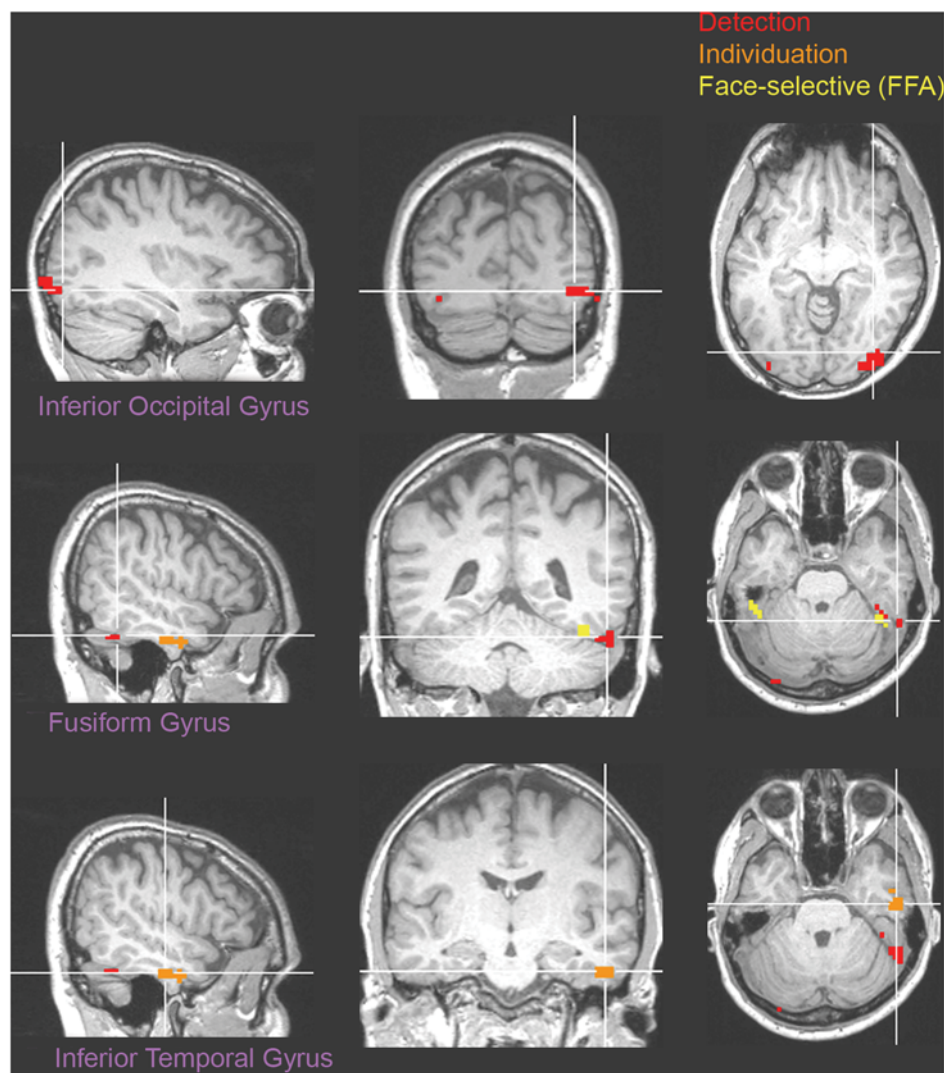 Detection
Individuation
Face-selective (FFA)
Inferior Occipital Gyrus
Fusiform Gyrus
Inferior Temporal Gyrus